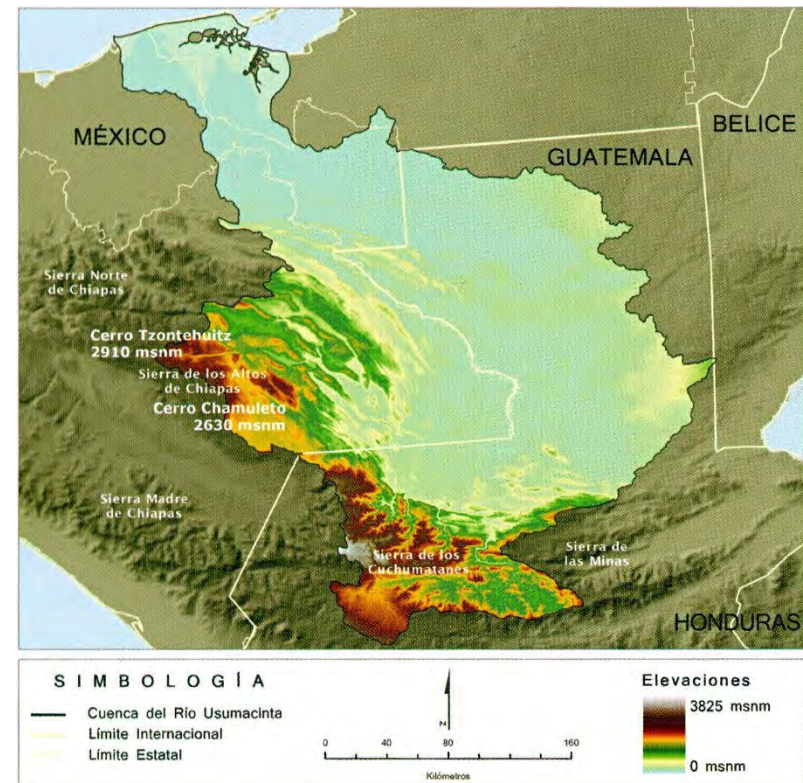 MÉXICO
BELICE
GUATEMALA
Sierra Norte
de Chiapas
Cerro Tzontehuitz
2910 msnm
Sierra de los Altos
de Chiapas
Cerro Chamuleto
2630 msnm
Sierra Madre
de Chiapas
Sierra de los
Cuchumatanes
Sierra de
las Minas
HONDURAS
SIMBOLOGÍA
Cuenca del Río Usumacinta
Límite Internacional
Límite Estatal
N
0 40 80 160
Kilómetros
Elevaciones
3825 msnm
0 msnm